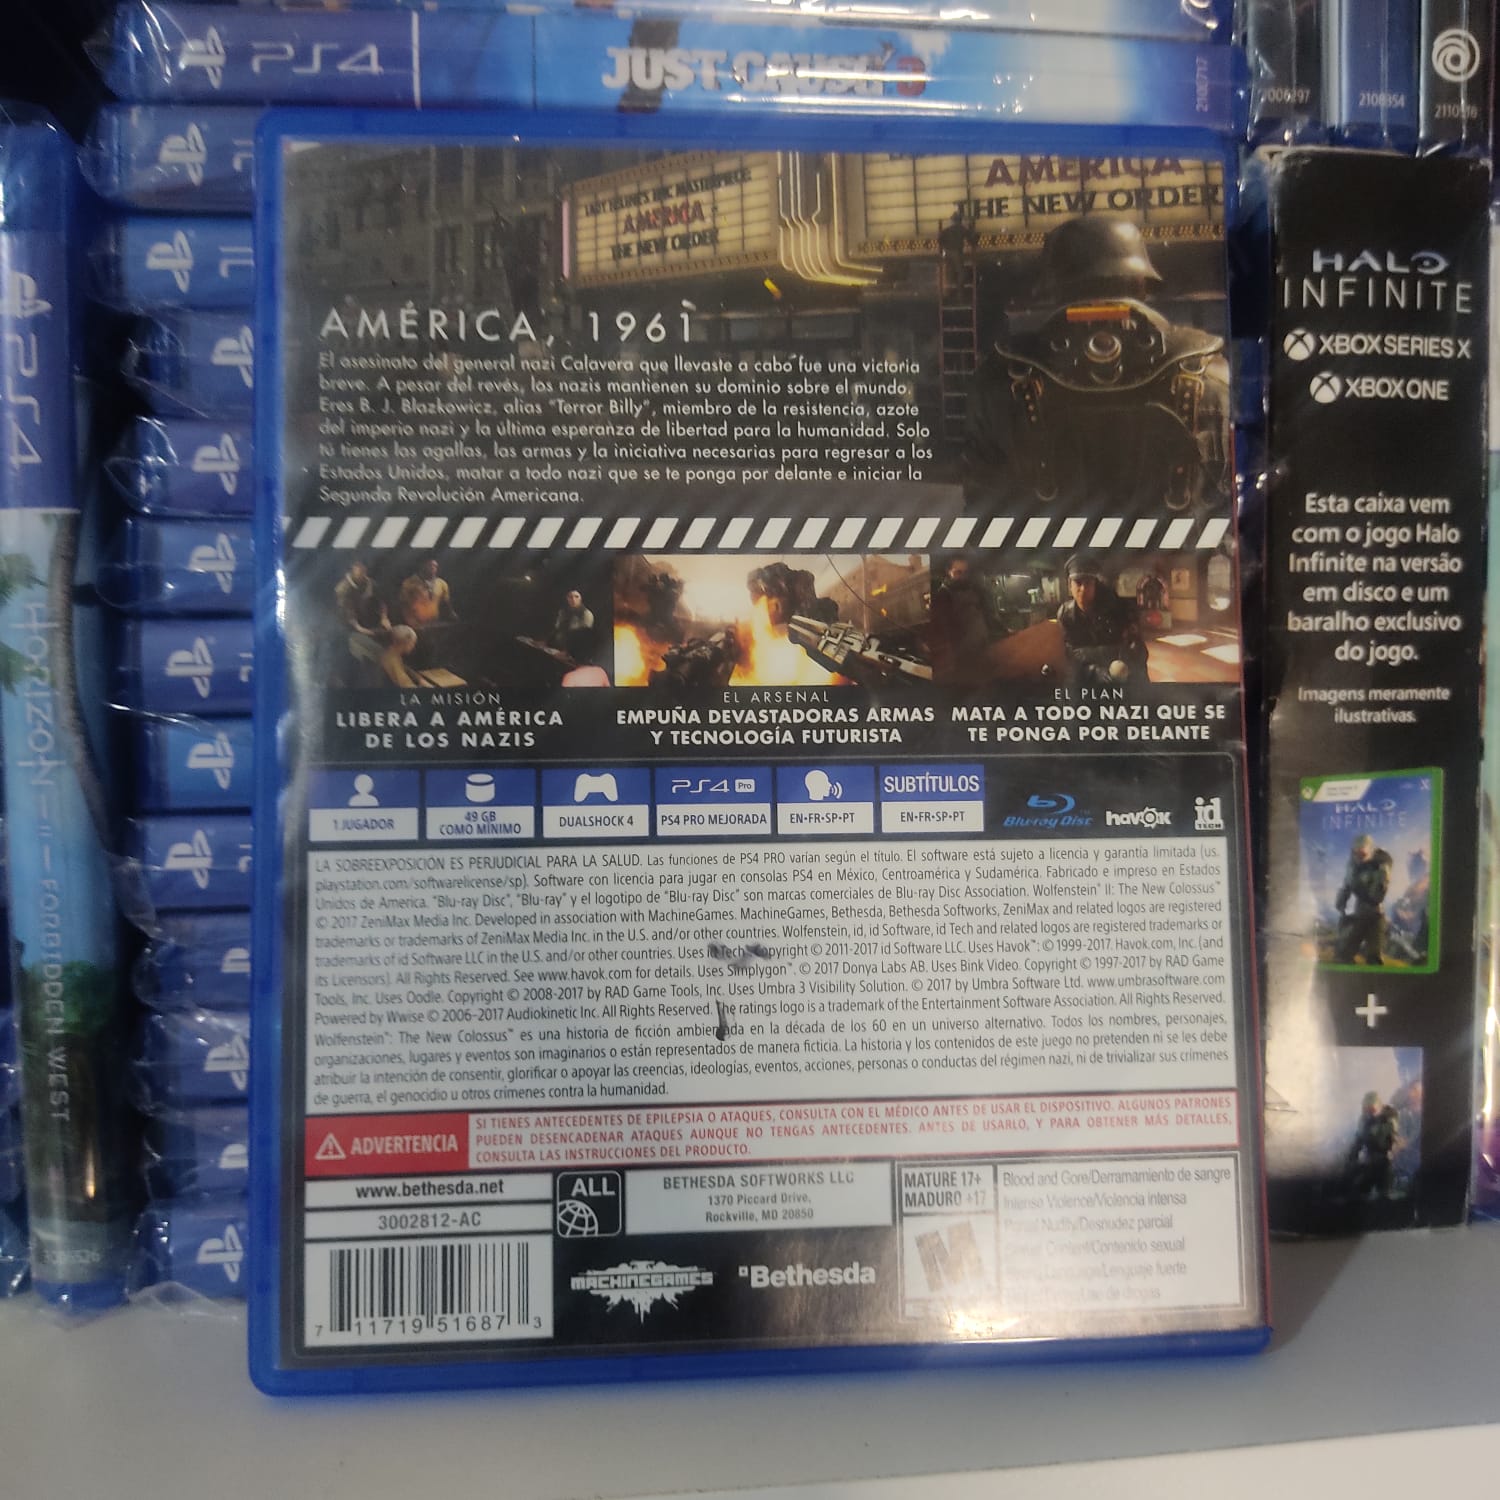 PS4
JUST CAUSE 3
2100717
2006297
2108354
2110516
PS4
HORIZON II — FORBIDDEN WEST
AMERICA
THE NEW ORDER
AMERICA
THE NEW ORDER
AMÉRICA, 1961
El asesinato del general nazi Calavera que llevaste a cabo fue una victoria
breve. A pesar del revés, los nazis mantienen su dominio sobre el mundo.
Eres B. J. Blazkowicz, alias "Terror Billy", miembro de la resistencia, azote
del imperio nazi y la última esperanza de libertad para la humanidad. Solo
tú tienes las agallas, las armas y la iniciativa necesarias para regresar a los
Estados Unidos, matar a todo nazi que se te ponga por delante e iniciar la
Segunda Revolución Americana.
LA MISIÓN
LIBERA A AMÉRICA
DE LOS NAZIS
EL ARSENAL
EMPUÑA DEVASTADORAS ARMAS
Y TECNOLOGÍA FUTURISTA
EL PLAN
MATA A TODO NAZI QUE SE
TE PONGA POR DELANTE
1 JUGADOR
49 GB
COMO MÍNIMO
DUALSHOCK 4
PS4 Pro
PS4 PRO MEJORADA
EN•FR•SP•PT
SUBTÍTULOS
EN•FR•SP•PT
Blu-ray Disc
havok
id
TECH
LA SOBREEXPOSICIÓN ES PERJUDICIAL PARA LA SALUD. Las funciones de PS4 PRO varían según el título. El software está sujeto a licencia y garantía limitada (us.
playstation.com/softwarelicense/sp). Software con licencia para jugar en consolas PS4 en México, Centroamérica y Sudamérica. Fabricado e impreso en Estados
Unidos de America. "Blu-ray Disc", "Blu-ray" y el logotipo de "Blu-ray Disc" son marcas comerciales de Blu-ray Disc Association. Wolfenstein® II: The New Colossus™
© 2017 ZeniMax Media Inc. Developed in association with MachineGames. MachineGames, Bethesda, Bethesda Softworks, ZeniMax and related logos are registered
trademarks or trademarks of ZeniMax Media Inc. in the U.S. and/or other countries. Wolfenstein, id, id Software, id Tech and related logos are registered trademarks or
trademarks of id Software LLC in the U.S. and/or other countries. Uses id Tech® Copyright © 2011-2017 id Software LLC. Uses Havok™: © 1999-2017. Havok.com, Inc. (and
its Licensors). All Rights Reserved. See www.havok.com for details. Uses Simplygon™. © 2017 Donya Labs AB. Uses Bink Video. Copyright © 1997-2017 by RAD Game
Tools, Inc. Uses Oodle. Copyright © 2008-2017 by RAD Game Tools, Inc. Uses Umbra 3 Visibility Solution. © 2017 by Umbra Software Ltd. www.umbrasoftware.com
Powered by Wwise © 2006-2017 Audiokinetic Inc. All Rights Reserved. The ratings logo is a trademark of the Entertainment Software Association. All Rights Reserved.
Wolfenstein®: The New Colossus™ es una historia de ficción ambientada en la década de los 60 en un universo alternativo. Todos los nombres, personajes,
organizaciones, lugares y eventos son imaginarios o están representados de manera ficticia. La historia y los contenidos de este juego no pretenden ni se les debe
atribuir la intención de consentir, glorificar o apoyar las creencias, ideologías, eventos, acciones, personas o conductas del régimen nazi, ni de trivializar sus crímenes
de guerra, el genocidio u otros crímenes contra la humanidad.
ADVERTENCIA
SI TIENES ANTECEDENTES DE EPILEPSIA O ATAQUES, CONSULTA CON EL MÉDICO ANTES DE USAR EL DISPOSITIVO. ALGUNOS PATRONES
PUEDEN DESENCADENAR ATAQUES AUNQUE NO TENGAS ANTECEDENTES. ANTES DE USARLO, Y PARA OBTENER MÁS DETALLES,
CONSULTA LAS INSTRUCCIONES DEL PRODUCTO.
www.bethesda.net
3002812-AC
7 11719 51687 3
ALL
BETHESDA SOFTWORKS LLC
1370 Piccard Drive,
Rockville, MD 20850
MACHINEGAMES
Bethesda
MATURE 17+
MADURO +17
M
Blood and Gore/Derramamiento de sangre
Intense Violence/Violencia intensa
Partial Nudity/Desnudez parcial
Sexual Content/Contenido sexual
Strong Language/Lenguaje fuerte
Use of Drugs/Uso de drogas
HALO
INFINITE
XBOX SERIES X
XBOX ONE
Esta caixa vem
com o jogo Halo
Infinite na versão
em disco e um
baralho exclusivo
do jogo.
Imagens meramente
ilustrativas.
HALO
INFINITE
+